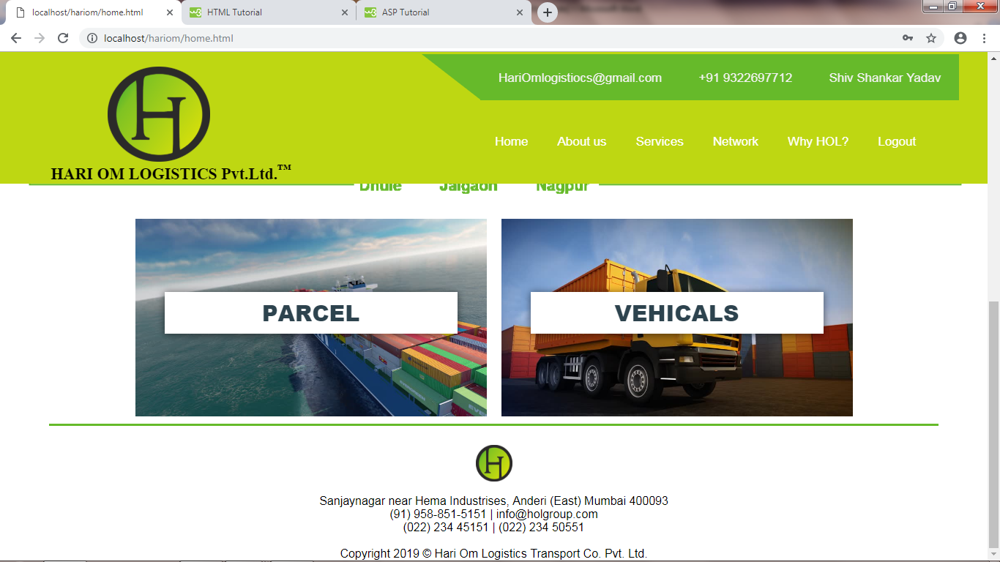 localhost/hariom/home.html
HTML Tutorial
ASP Tutorial
localhost/hariom/home.html
HariOmlogistiocs@gmail.com +91 9322697712 Shiv Shankar Yadav
H
Home About us Services Network Why HOL? Logout
HARI OM LOGISTICS Pvt.Ltd.™
Dhule Jalgaon Nagpur
PARCEL
VEHICALS
H
Sanjaynagar near Hema Industrises, Anderi (East) Mumbai 400093
(91) 958-851-5151 | info@holgroup.com
(022) 234 45151 | (022) 234 50551
Copyright 2019 © Hari Om Logistics Transport Co. Pvt. Ltd.